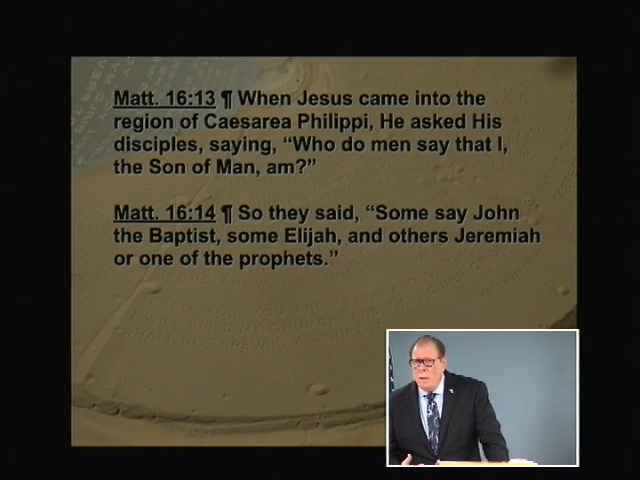 Matt. 16:13 ¶ When Jesus came into the
region of Caesarea Philippi, He asked His
disciples, saying, “Who do men say that I,
the Son of Man, am?”
Matt. 16:14 ¶ So they said, “Some say John
the Baptist, some Elijah, and others Jeremiah
or one of the prophets.”